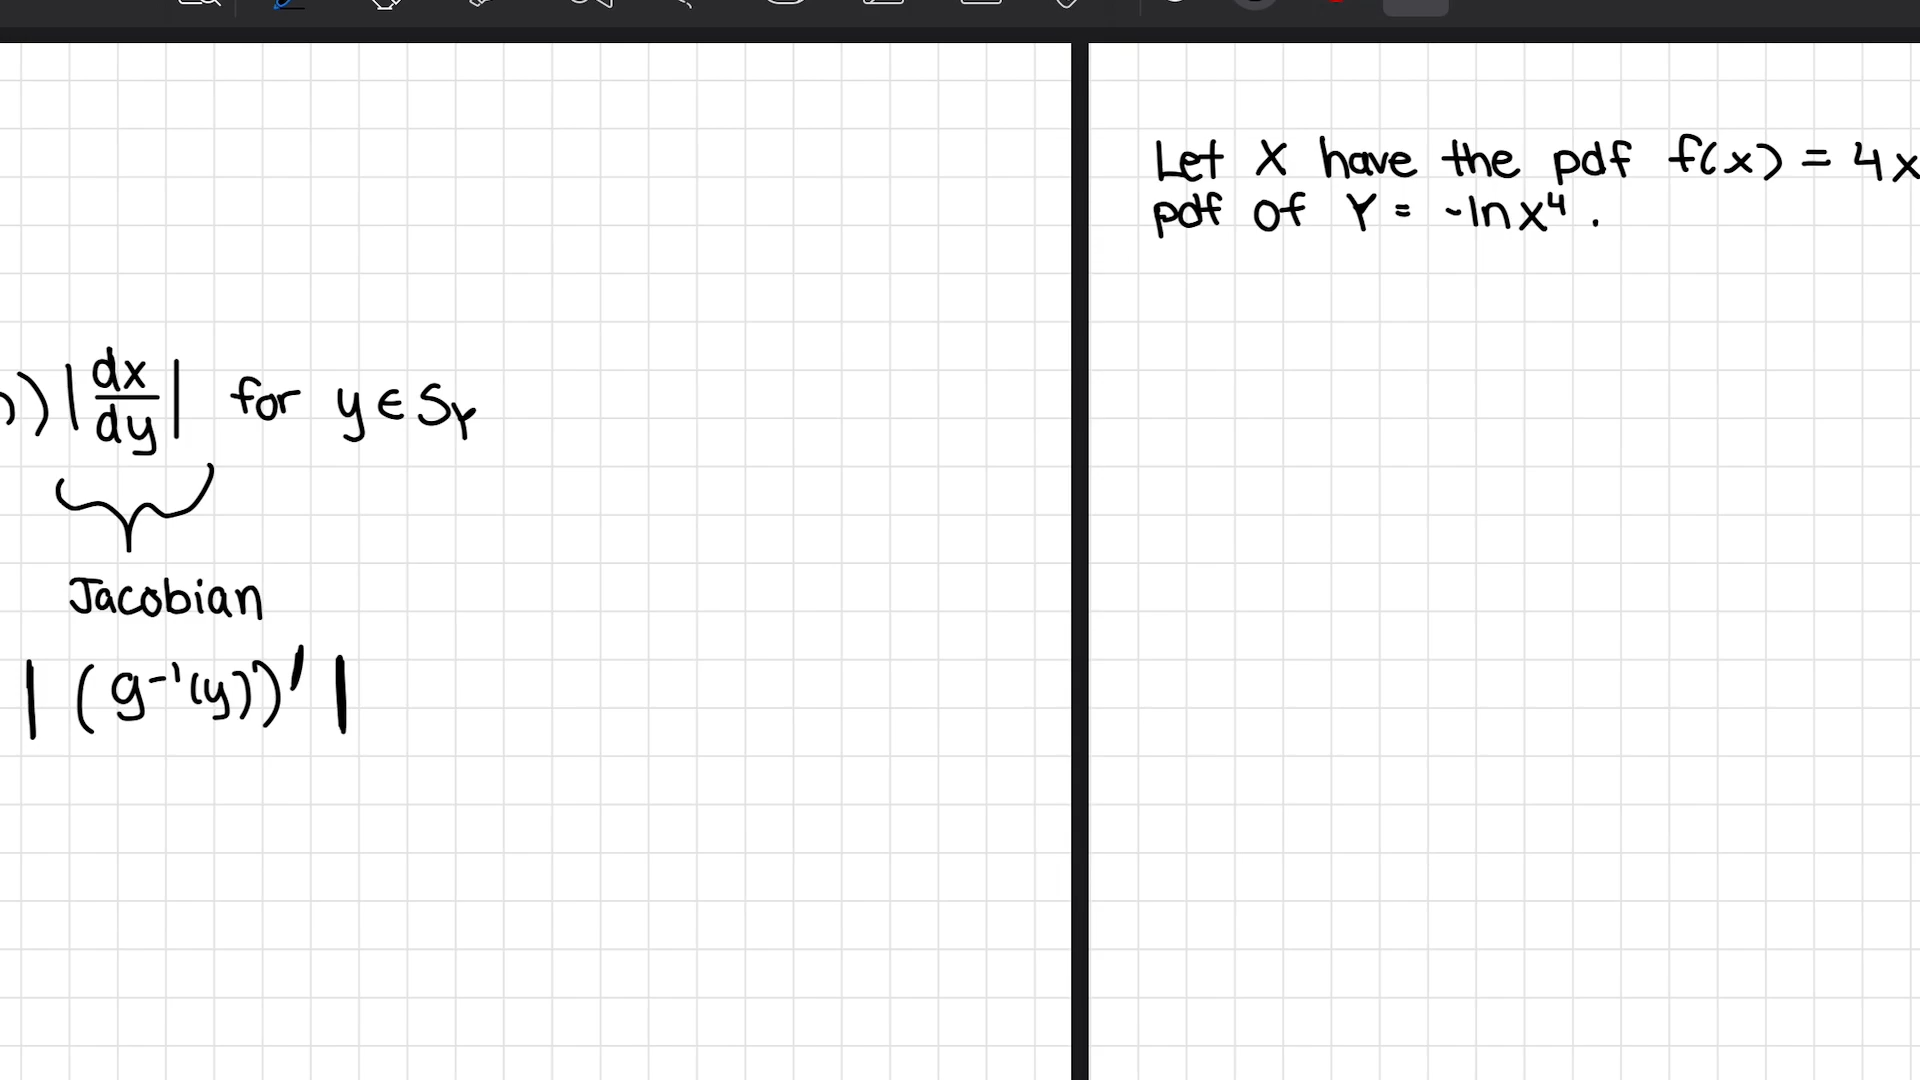 ) |dx/dy| for y ∈ S_Y
Jacobian
| (g⁻¹(y))' |
Let X have the pdf f(x) = 4x
pdf of Y = -ln x⁴ .